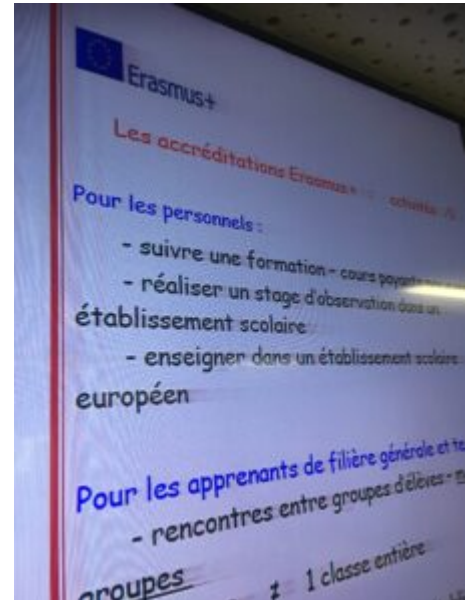 Erasmus+
Les accréditations Erasmus+ activités
Pour les personnels :
- suivre une formation - cours payants
- réaliser un stage d'observation dans un
établissement scolaire
- enseigner dans un établissement scolaire
européen
Pour les apprenants de filière générale et te
- rencontres entre groupes d'élèves -
groupes
≠ 1 classe entière